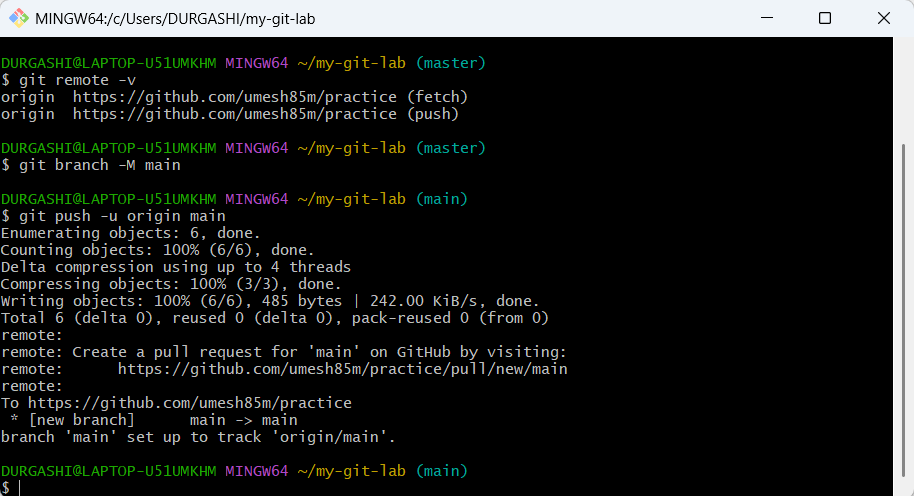 MINGW64:/c/Users/DURGASHI/my-git-lab
DURGASHI@LAPTOP-U51UMKHM MINGW64 ~/my-git-lab (master)
$ git remote -v
origin  https://github.com/umesh85m/practice (fetch)
origin  https://github.com/umesh85m/practice (push)
DURGASHI@LAPTOP-U51UMKHM MINGW64 ~/my-git-lab (master)
$ git branch -M main
DURGASHI@LAPTOP-U51UMKHM MINGW64 ~/my-git-lab (main)
$ git push -u origin main
Enumerating objects: 6, done.
Counting objects: 100% (6/6), done.
Delta compression using up to 4 threads
Compressing objects: 100% (3/3), done.
Writing objects: 100% (6/6), 485 bytes | 242.00 KiB/s, done.
Total 6 (delta 0), reused 0 (delta 0), pack-reused 0 (from 0)
remote:
remote: Create a pull request for 'main' on GitHub by visiting:
remote:      https://github.com/umesh85m/practice/pull/new/main
remote:
To https://github.com/umesh85m/practice
 * [new branch]      main -> main
branch 'main' set up to track 'origin/main'.
DURGASHI@LAPTOP-U51UMKHM MINGW64 ~/my-git-lab (main)
$